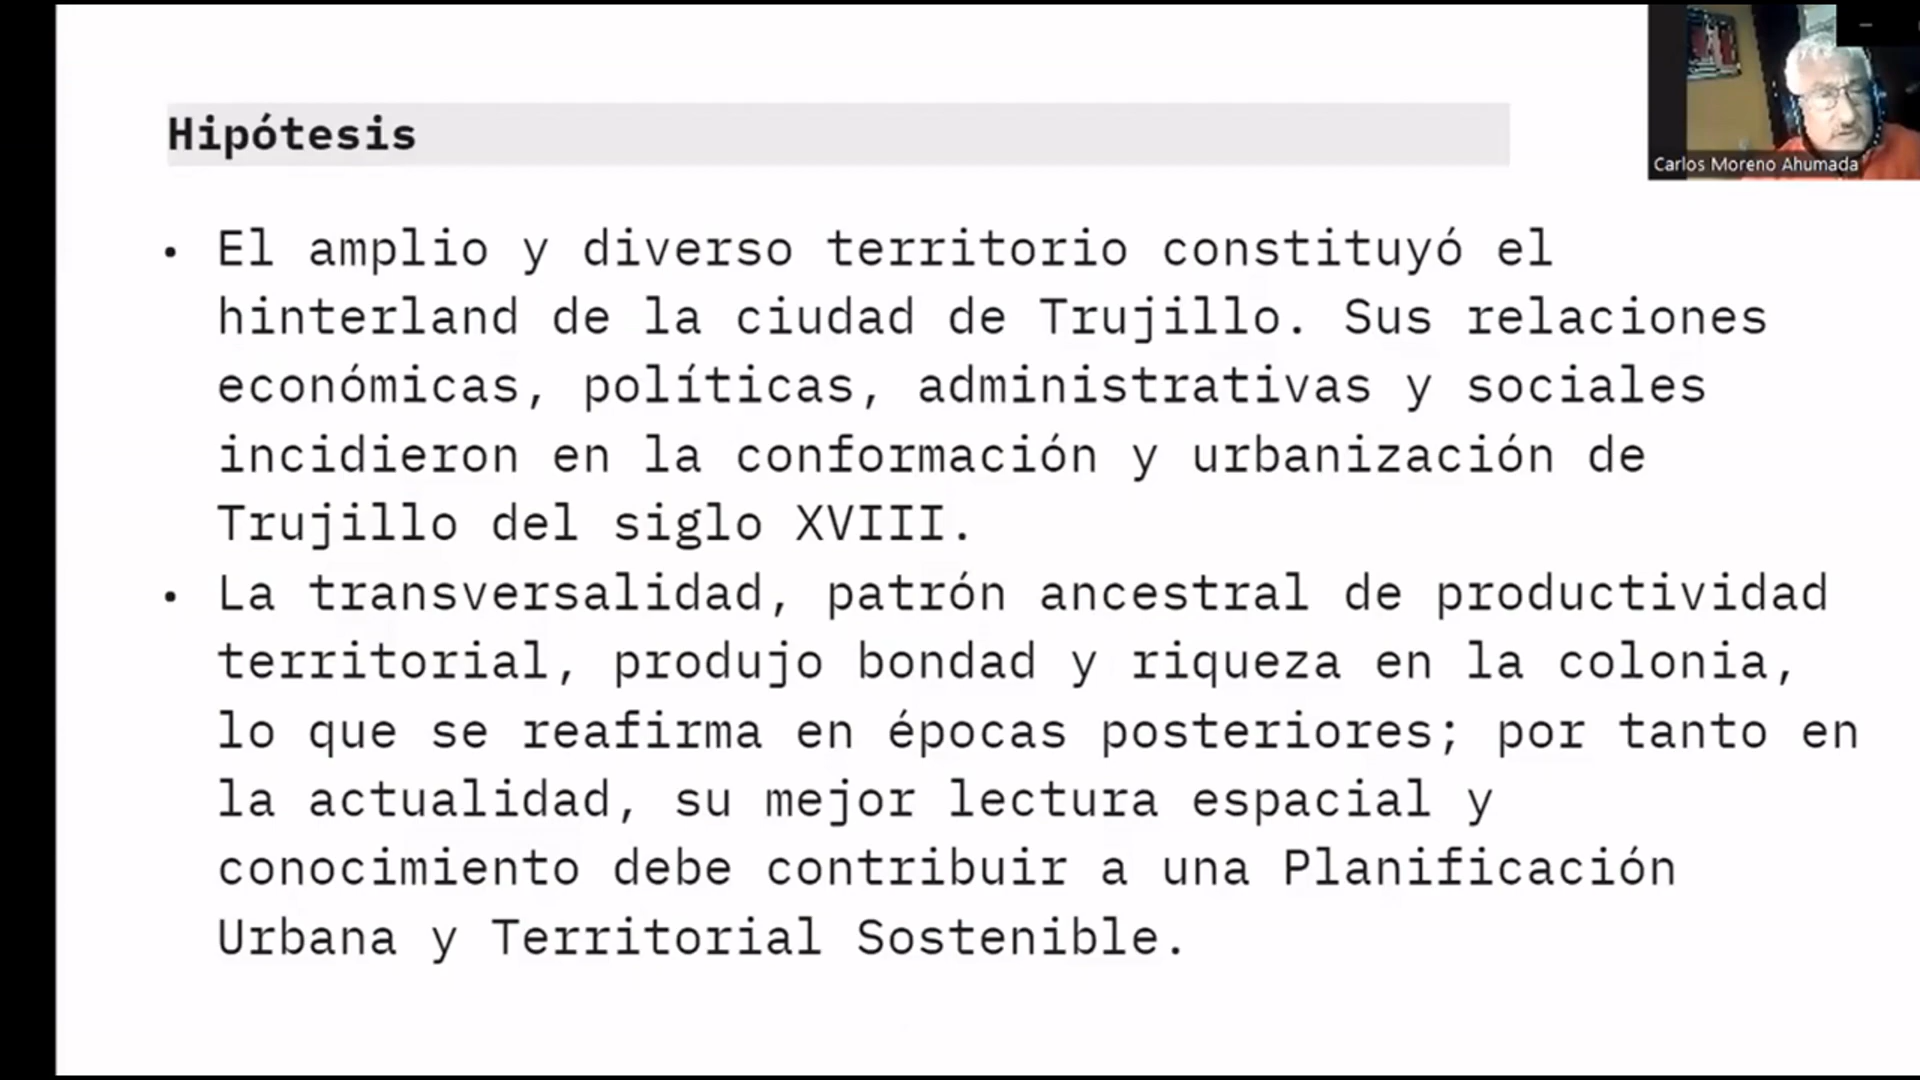 Hipótesis
Carlos Moreno Ahumada
• El amplio y diverso territorio constituyó el
hinterland de la ciudad de Trujillo. Sus relaciones
económicas, políticas, administrativas y sociales
incidieron en la conformación y urbanización de
Trujillo del siglo XVIII.
• La transversalidad, patrón ancestral de productividad
territorial, produjo bondad y riqueza en la colonia,
lo que se reafirma en épocas posteriores; por tanto en
la actualidad, su mejor lectura espacial y
conocimiento debe contribuir a una Planificación
Urbana y Territorial Sostenible.